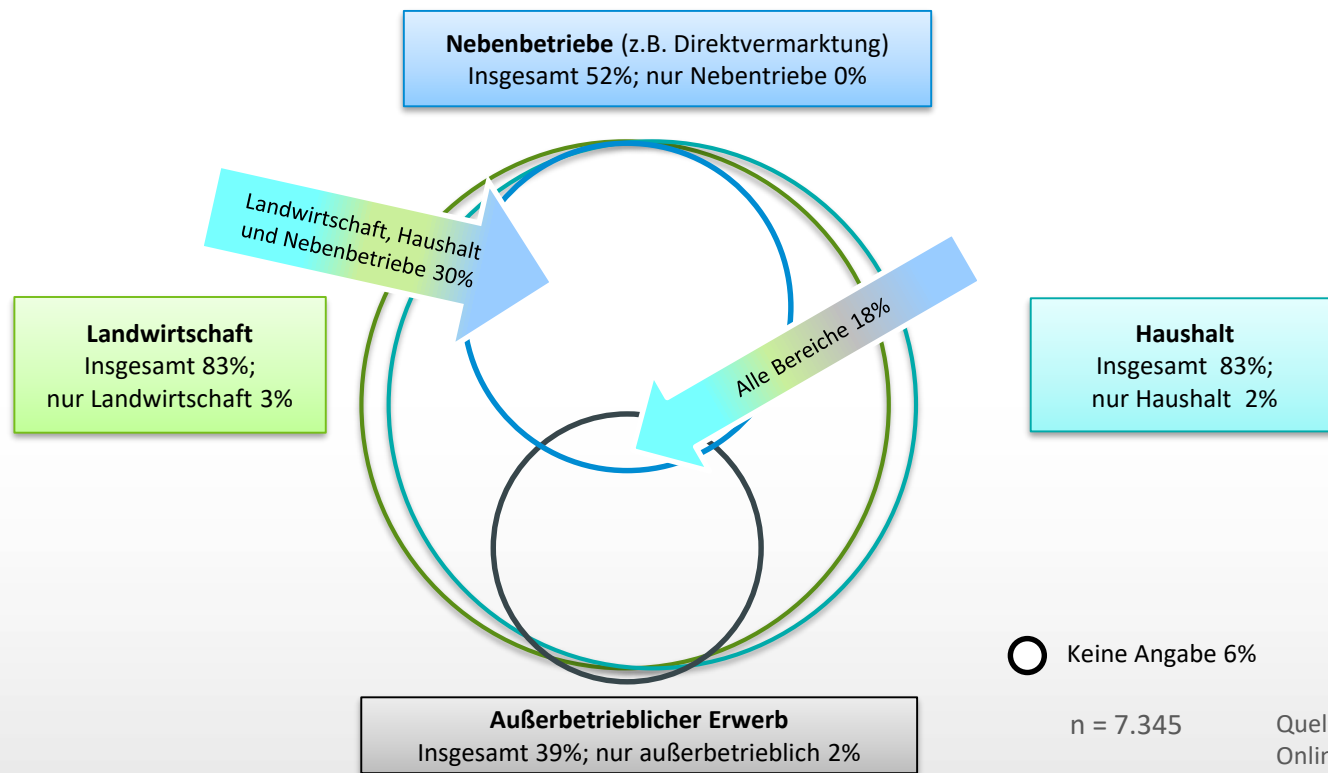 Nebenbetriebe (z.B. Direktvermarktung)
Insgesamt 52%; nur Nebentriebe 0%
Landwirtschaft, Haushalt
und Nebenbetriebe 30%
Alle Bereiche 18%
Landwirtschaft
Insgesamt 83%;
nur Landwirtschaft 3%
Haushalt
Insgesamt 83%;
nur Haushalt 2%
Keine Angabe 6%
Außerbetrieblicher Erwerb
Insgesamt 39%; nur außerbetrieblich 2%
n = 7.345